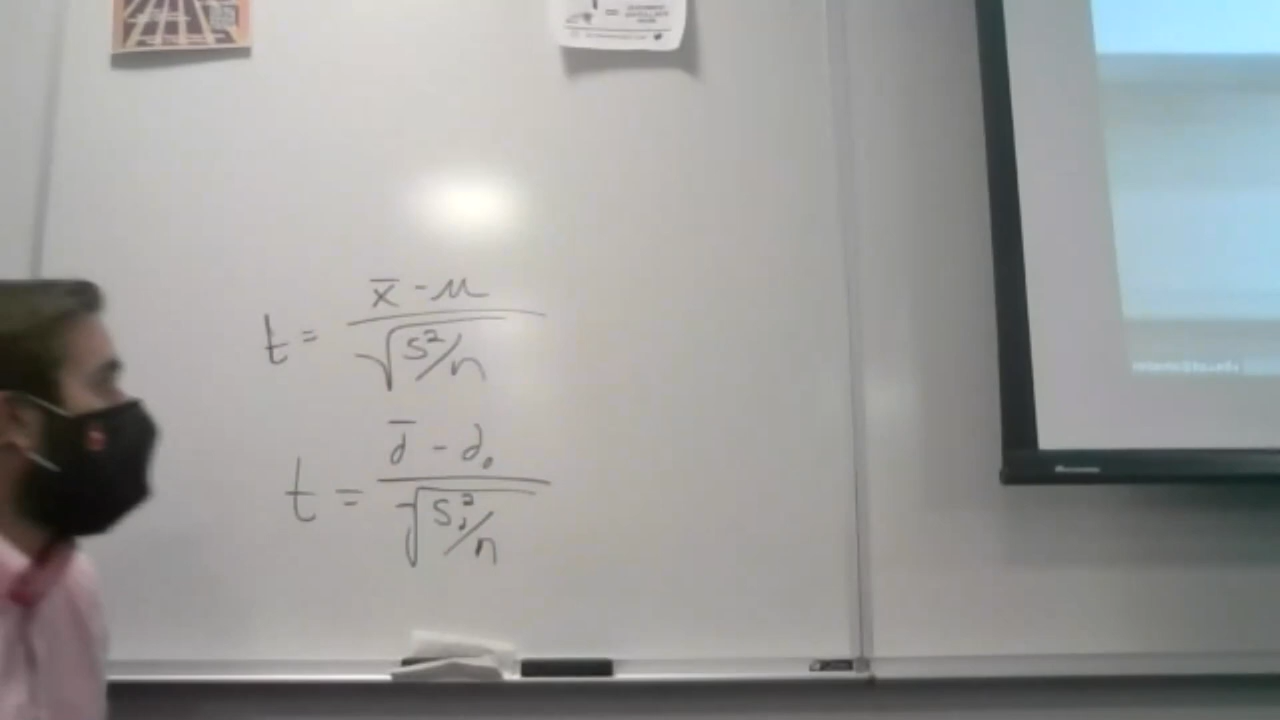 t = x̄ - μ / √(S²/n)
t = d̄ - d₀ / √(S_d²/n)